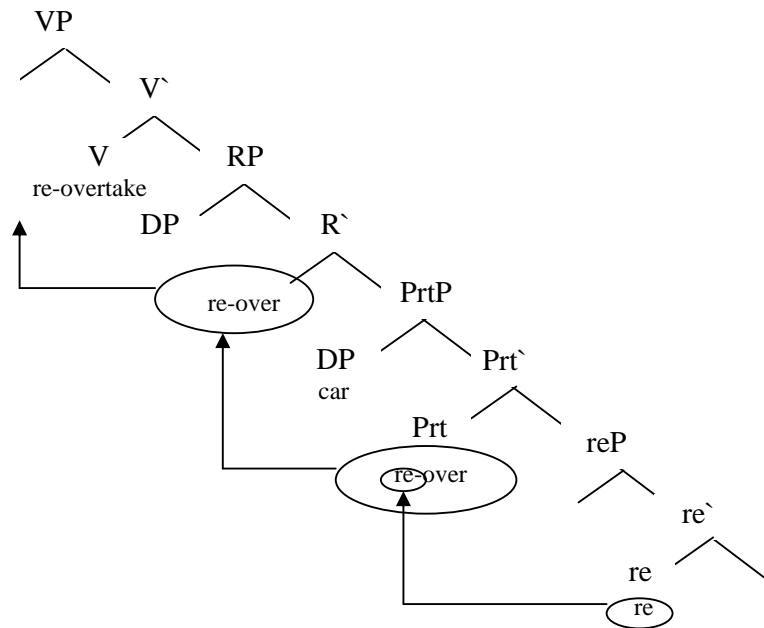 VP
V`
V
RP
re-overtake
DP
R`
re-over
PrtP
DP
Prt`
car
Prt
reP
re-over
re`
re
re